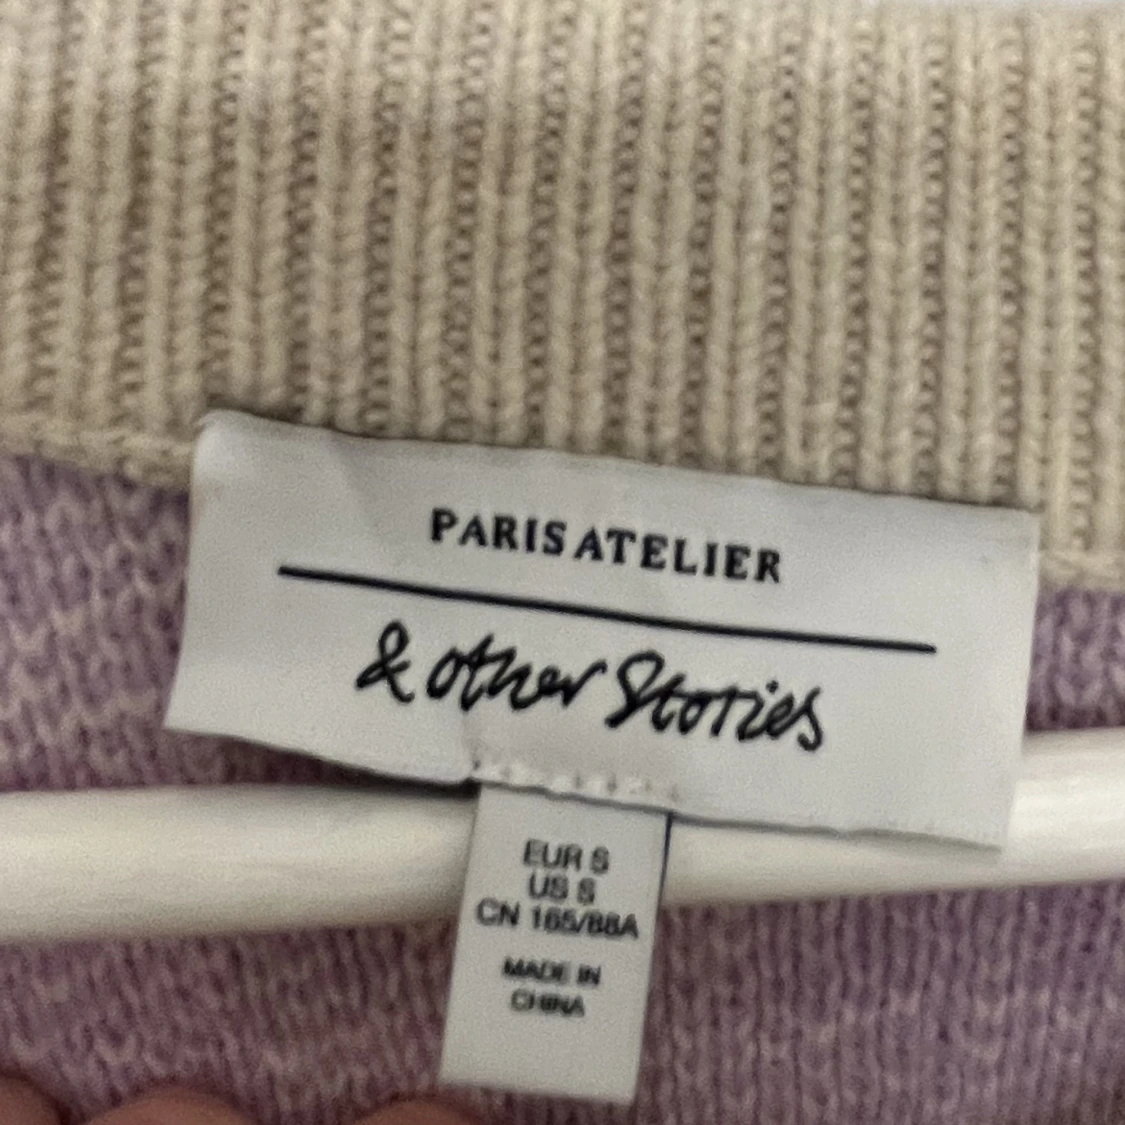 PARIS ATELIER
& other Stories
EUR S
US S
CN 165/88A
MADE IN
CHINA